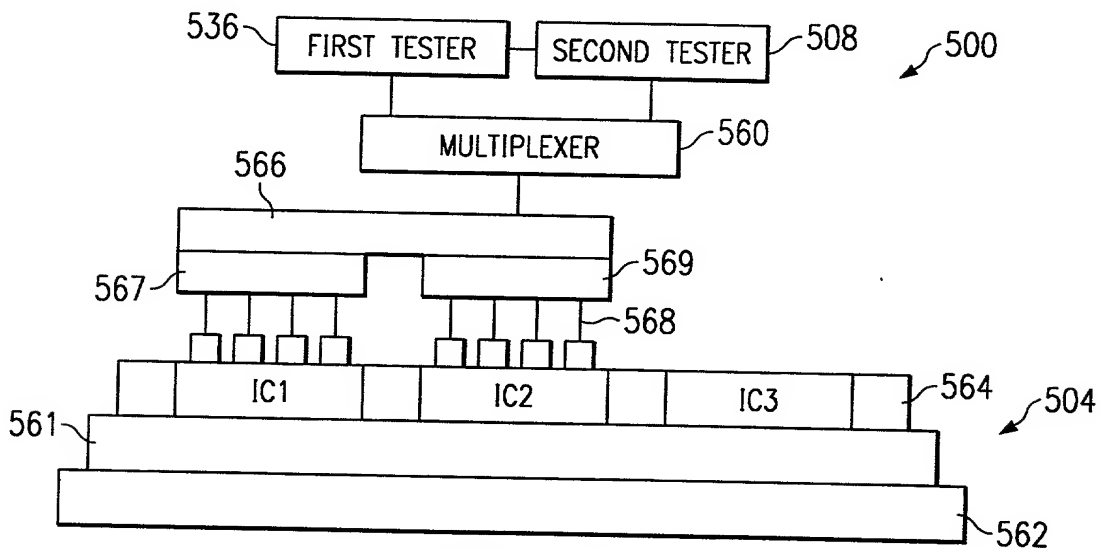 536
FIRST TESTER
SECOND TESTER
508
500
MULTIPLEXER
560
566
567
569
568
IC1
IC2
IC3
564
504
561
562